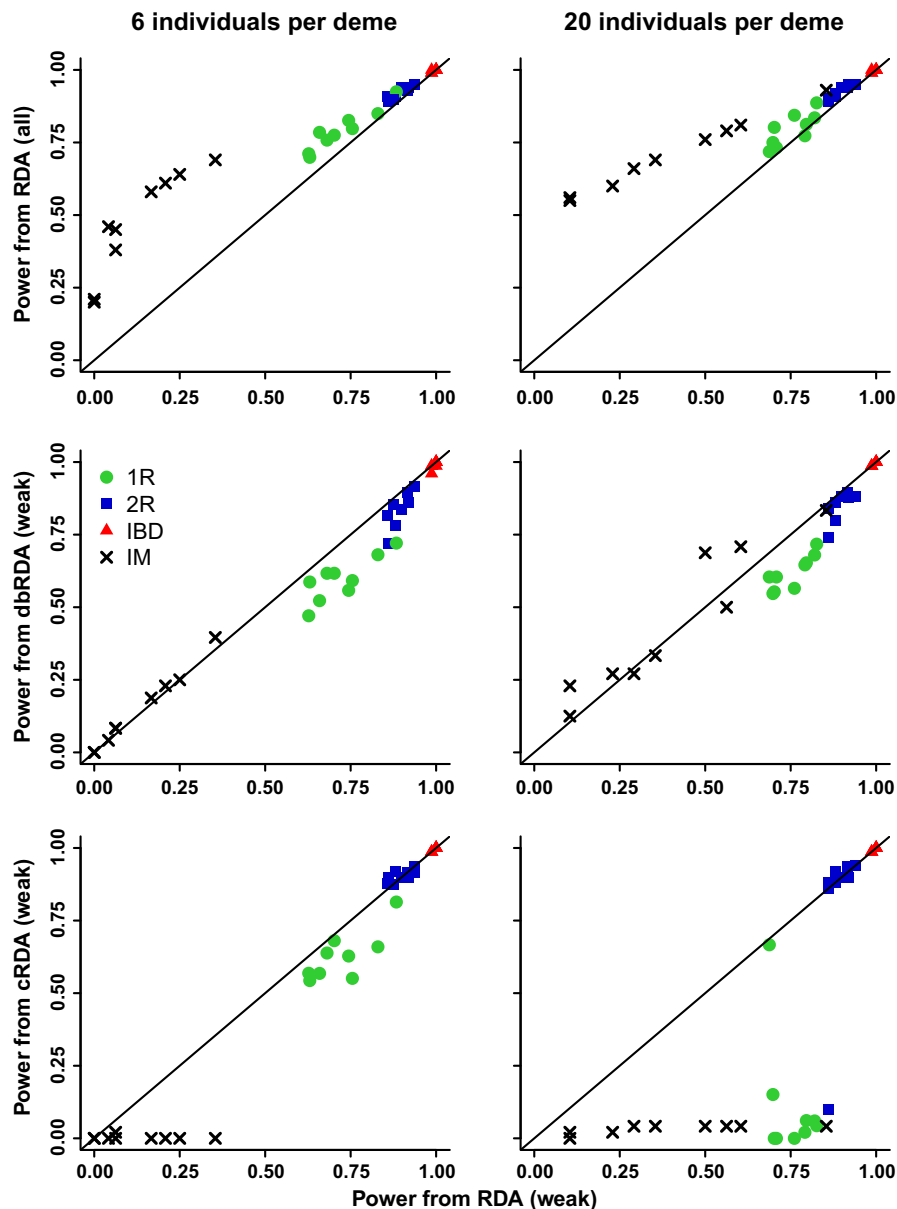 6 individuals per deme
20 individuals per deme
Power from RDA (all)
1.00
0.75
0.50
0.25
0.00
0.00 0.25 0.50 0.75 1.00
0.00 0.25 0.50 0.75 1.00
Power from dbRDA (weak)
1.00
0.75
0.50
0.25
0.00
1R
2R
IBD
IM
0.00 0.25 0.50 0.75 1.00
0.00 0.25 0.50 0.75 1.00
Power from cRDA (weak)
1.00
0.75
0.50
0.25
0.00
0.00 0.25 0.50 0.75 1.00
0.00 0.25 0.50 0.75 1.00
Power from RDA (weak)